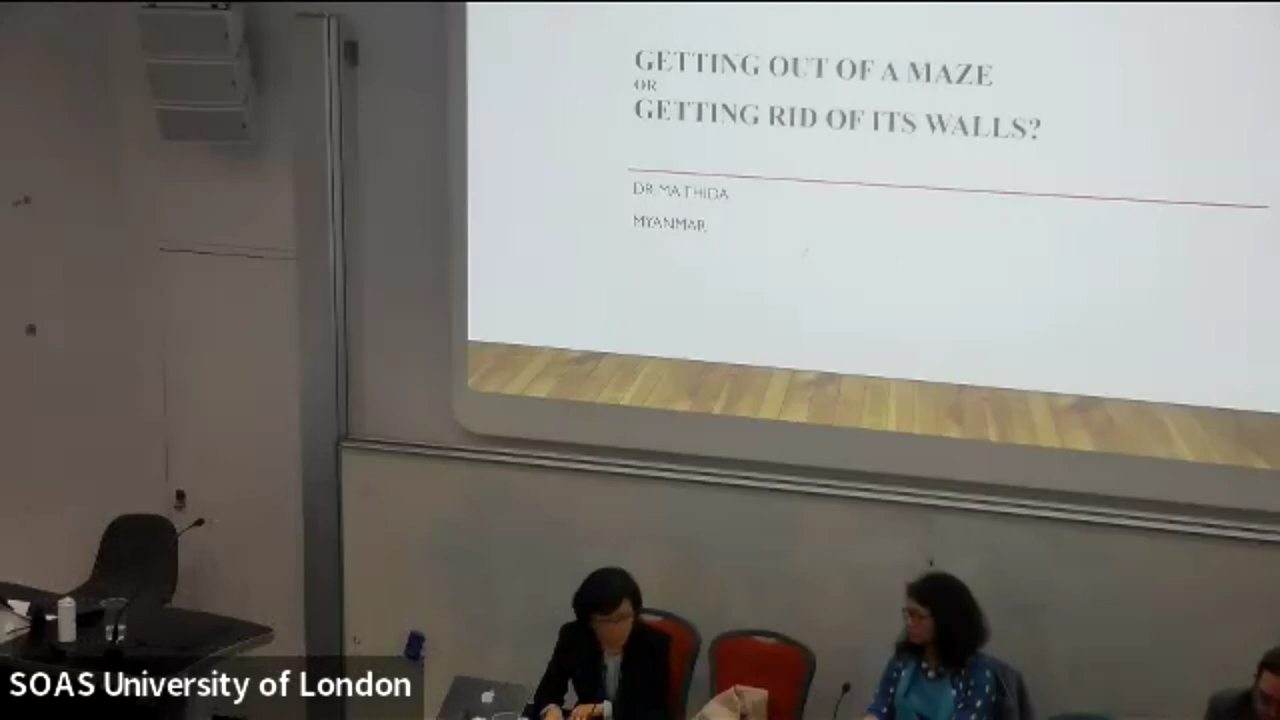 GETTING OUT OF A MAZE
OR
GETTING RID OF ITS WALLS?
DR MA THIDA
MYANMAR
SOAS University of London